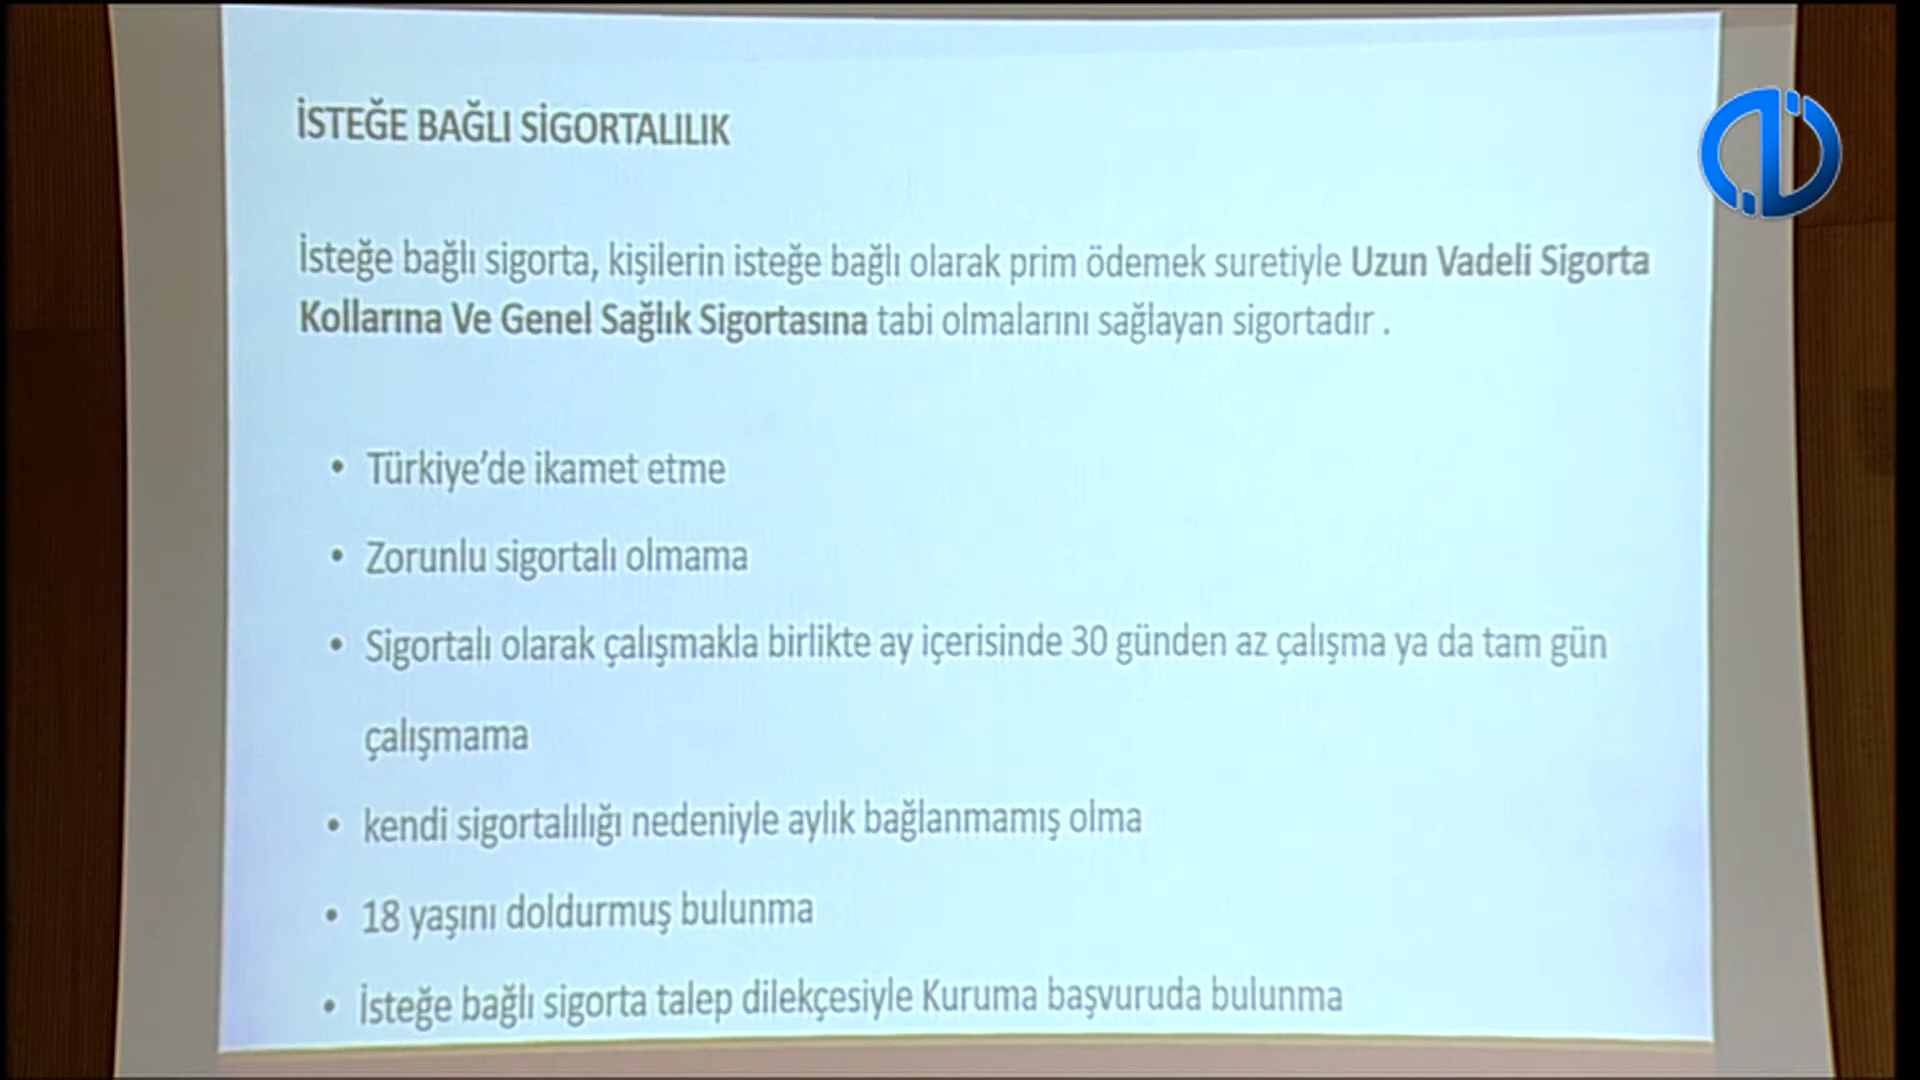 İSTEĞE BAĞLI SİGORTALILIK
İsteğe bağlı sigorta, kişilerin isteğe bağlı olarak prim ödemek suretiyle Uzun Vadeli Sigorta
Kollarına Ve Genel Sağlık Sigortasına tabi olmalarını sağlayan sigortadır .
• Türkiye’de ikamet etme
• Zorunlu sigortalı olmama
• Sigortalı olarak çalışmakla birlikte ay içerisinde 30 günden az çalışma ya da tam gün
çalışmama
• kendi sigortalılığı nedeniyle aylık bağlanmamış olma
• 18 yaşını doldurmuş bulunma
• İsteğe bağlı sigorta talep dilekçesiyle Kuruma başvuruda bulunma